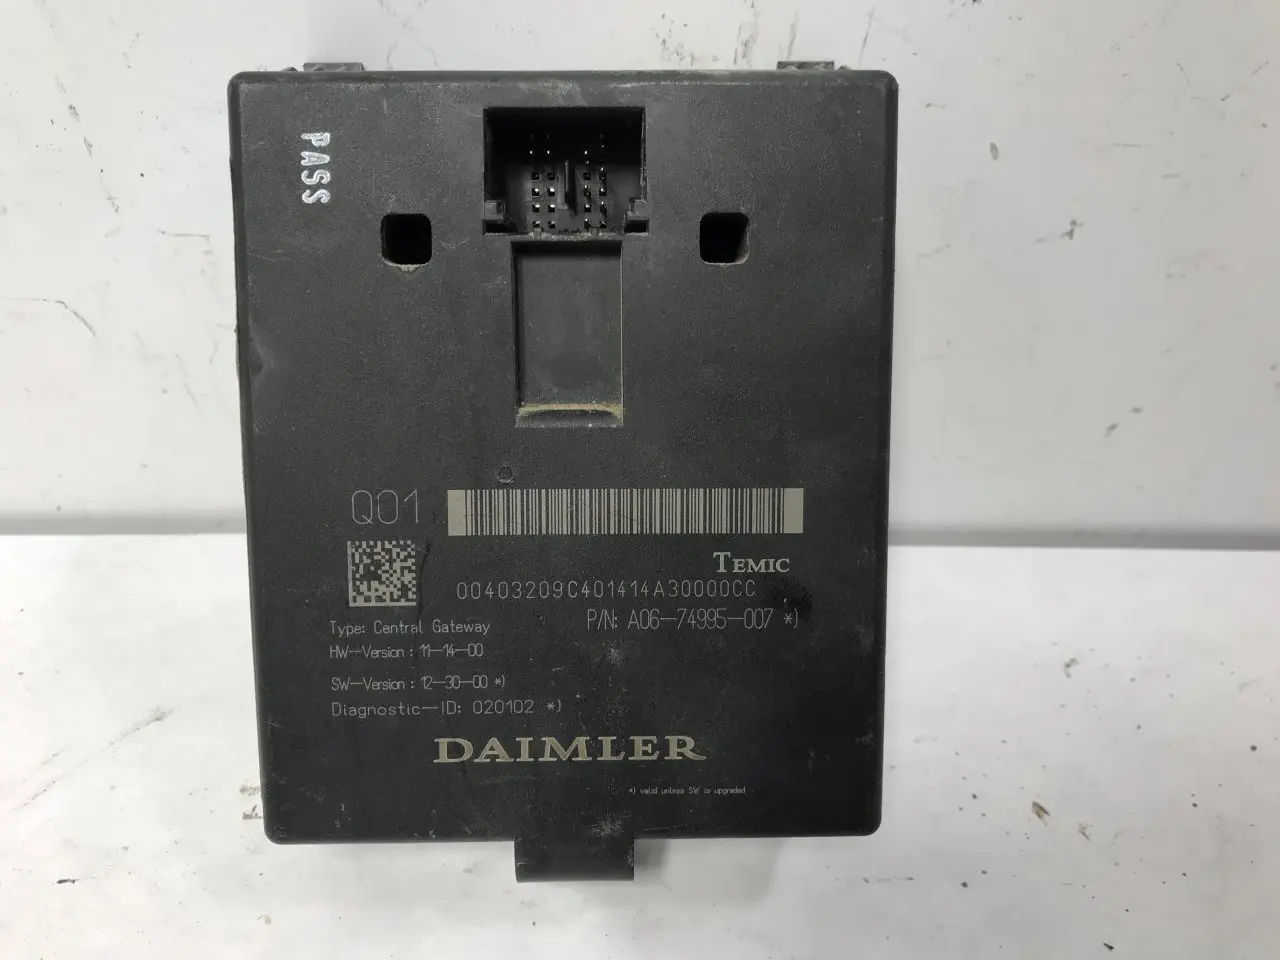 PASS
Q01
TEMIC
00403209C401414A30000CC
P/N: A06-74995-007 *)
Type: Central Gateway
HW-Version : 11-14-00
SW-Version : 12-30-00 *)
Diagnostic-ID: 020102 *)
DAIMLER
*) valid unless SW is upgraded